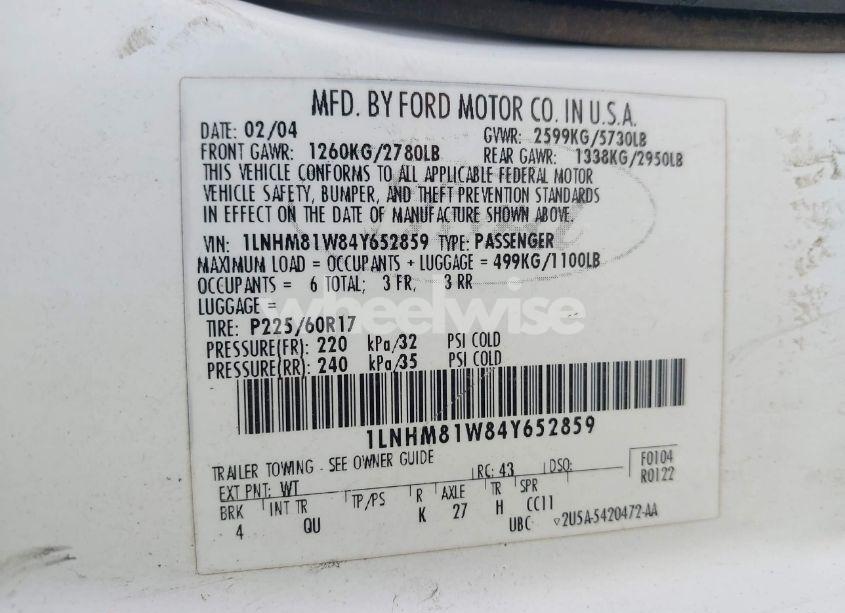 MFD. BY FORD MOTOR CO. IN U.S.A.
DATE: 02/04 GVWR: 2599KG/5730LB
FRONT GAWR: 1260KG/2780LB REAR GAWR: 1338KG/2950LB
THIS VEHICLE CONFORMS TO ALL APPLICABLE FEDERAL MOTOR
VEHICLE SAFETY, BUMPER, AND THEFT PREVENTION STANDARDS
IN EFFECT ON THE DATE OF MANUFACTURE SHOWN ABOVE.
VIN: 1LNHM81W84Y652859 TYPE: PASSENGER
MAXIMUM LOAD = OCCUPANTS + LUGGAGE = 499KG/1100LB
OCCUPANTS = 6 TOTAL; 3 FR, 3 RR
LUGGAGE =
wheelwise
TIRE: P225/60R17
PRESSURE(FR): 220 kPa/32 PSI COLD
PRESSURE(RR): 240 kPa/35 PSI COLD
1LNHM81W84Y652859
TRAILER TOWING - SEE OWNER GUIDE
EXT PNT: WT RC: 43 DSO: F0104
R0122
BRK INT TR TP/PS R AXLE TR SPR
4 QU K 27 H CC11
UBC ▽2U5A-5420472-AA